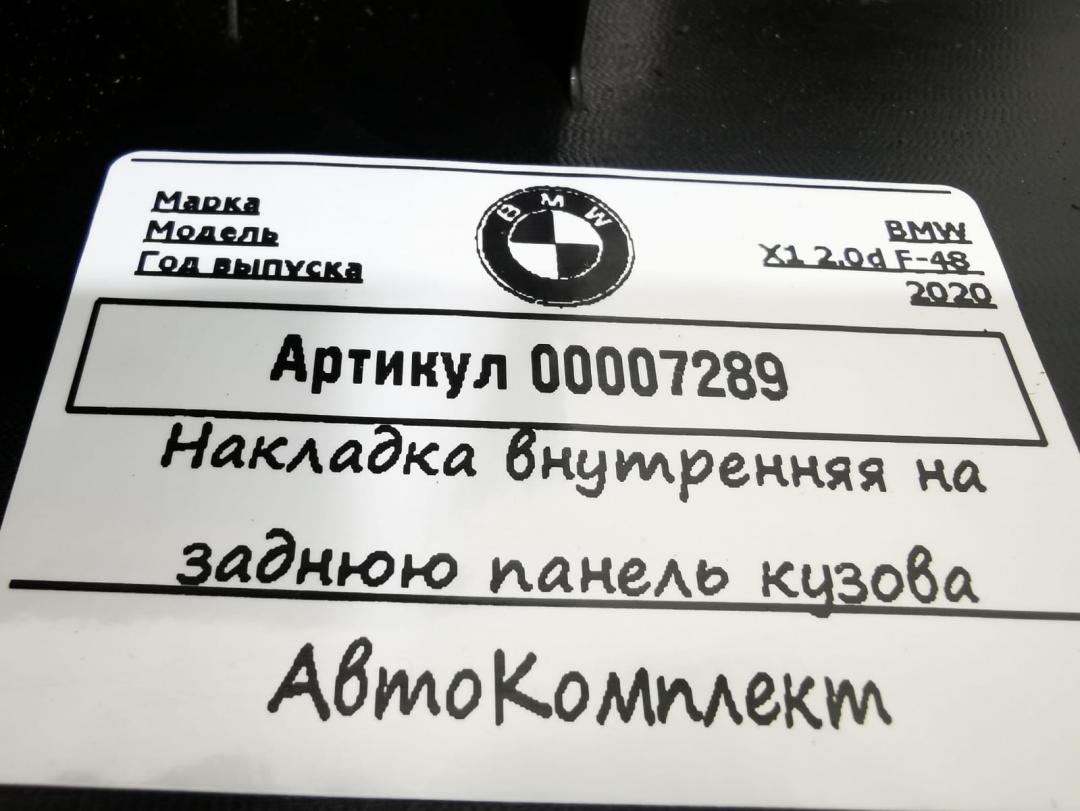 Марка
BMW
BMW
Модель
X1 2.0d F-48
Год выпуска
2020
Артикул 00007289
Накладка внутренняя на
заднюю панель кузова
АвтоКомплект